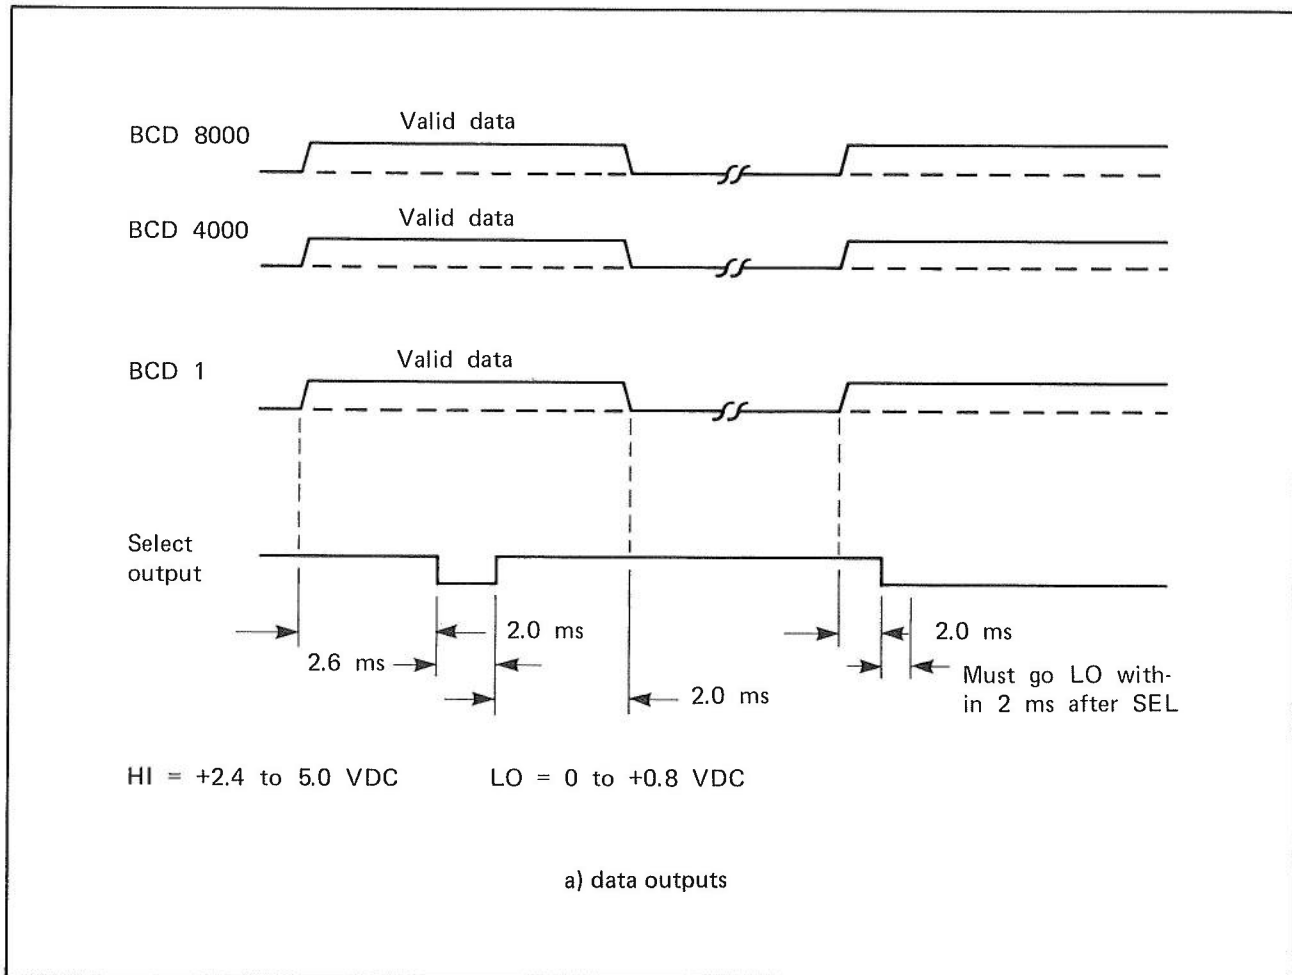 Valid data
BCD 8000
Valid data
BCD 4000
Valid data
BCD 1
Select
output
2.0 ms
2.0 ms
2.6 ms
Must go LO with-
in 2 ms after SEL
2.0 ms
HI = +2.4 to 5.0 VDC LO = 0 to +0.8 VDC
a) data outputs